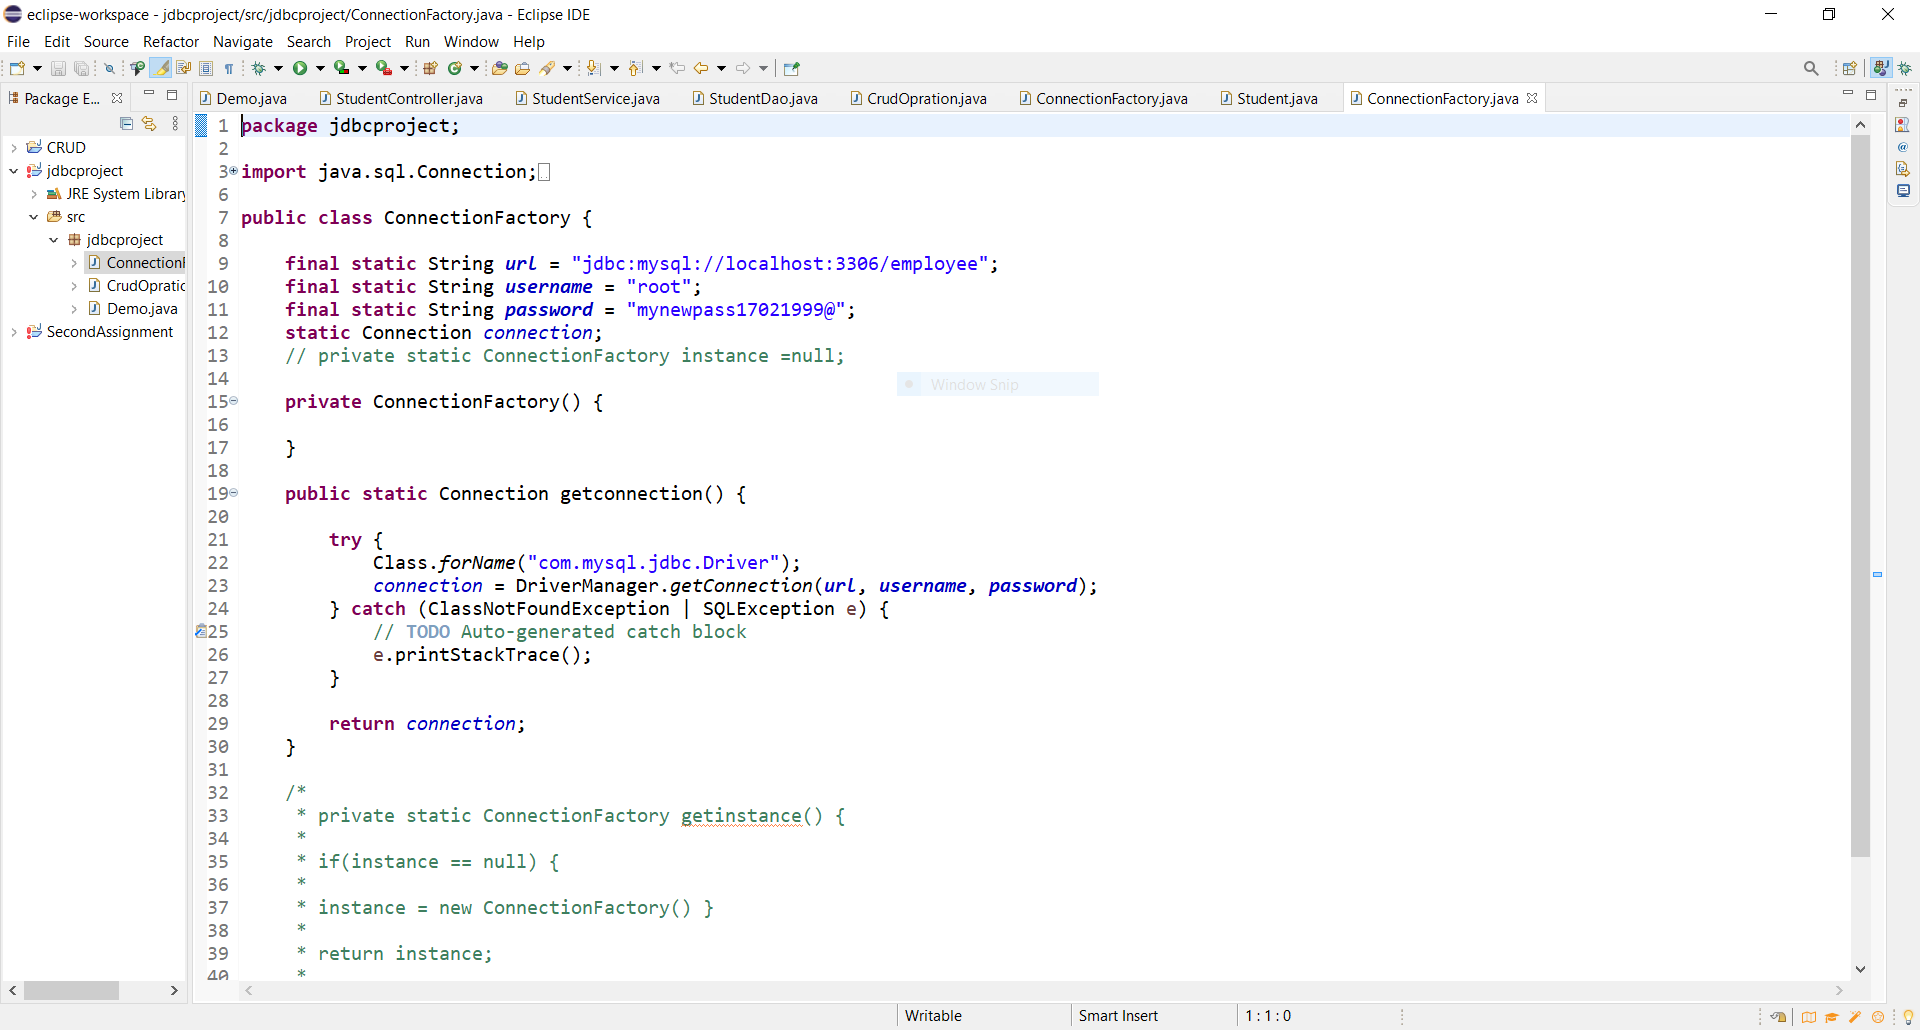 eclipse-workspace - jdbcproject/src/jdbcproject/ConnectionFactory.java - Eclipse IDE
File Edit Source Refactor Navigate Search Project Run Window Help
Package E...
Demo.java StudentController.java StudentService.java StudentDao.java CrudOpration.java ConnectionFactory.java Student.java ConnectionFactory.java
CRUD
jdbcproject
JRE System Library
src
jdbcproject
ConnectionF
CrudOpratic
Demo.java
SecondAssignment
1 package jdbcproject;
2
3 import java.sql.Connection;
6
7 public class ConnectionFactory {
8
9 final static String url = "jdbc:mysql://localhost:3306/employee";
10 final static String username = "root";
11 final static String password = "mynewpass17021999@";
12 static Connection connection;
13 // private static ConnectionFactory instance =null;
14
15 private ConnectionFactory() {
16
17 }
18
19 public static Connection getconnection() {
20
21 try {
22 Class.forName("com.mysql.jdbc.Driver");
23 connection = DriverManager.getConnection(url, username, password);
24 } catch (ClassNotFoundException | SQLException e) {
25 // TODO Auto-generated catch block
26 e.printStackTrace();
27 }
28
29 return connection;
30 }
31
32 /*
33 * private static ConnectionFactory getinstance() {
34 *
35 * if(instance == null) {
36 *
37 * instance = new ConnectionFactory() }
38 *
39 * return instance;
40 *
Window Snip
Writable Smart Insert 1 : 1 : 0